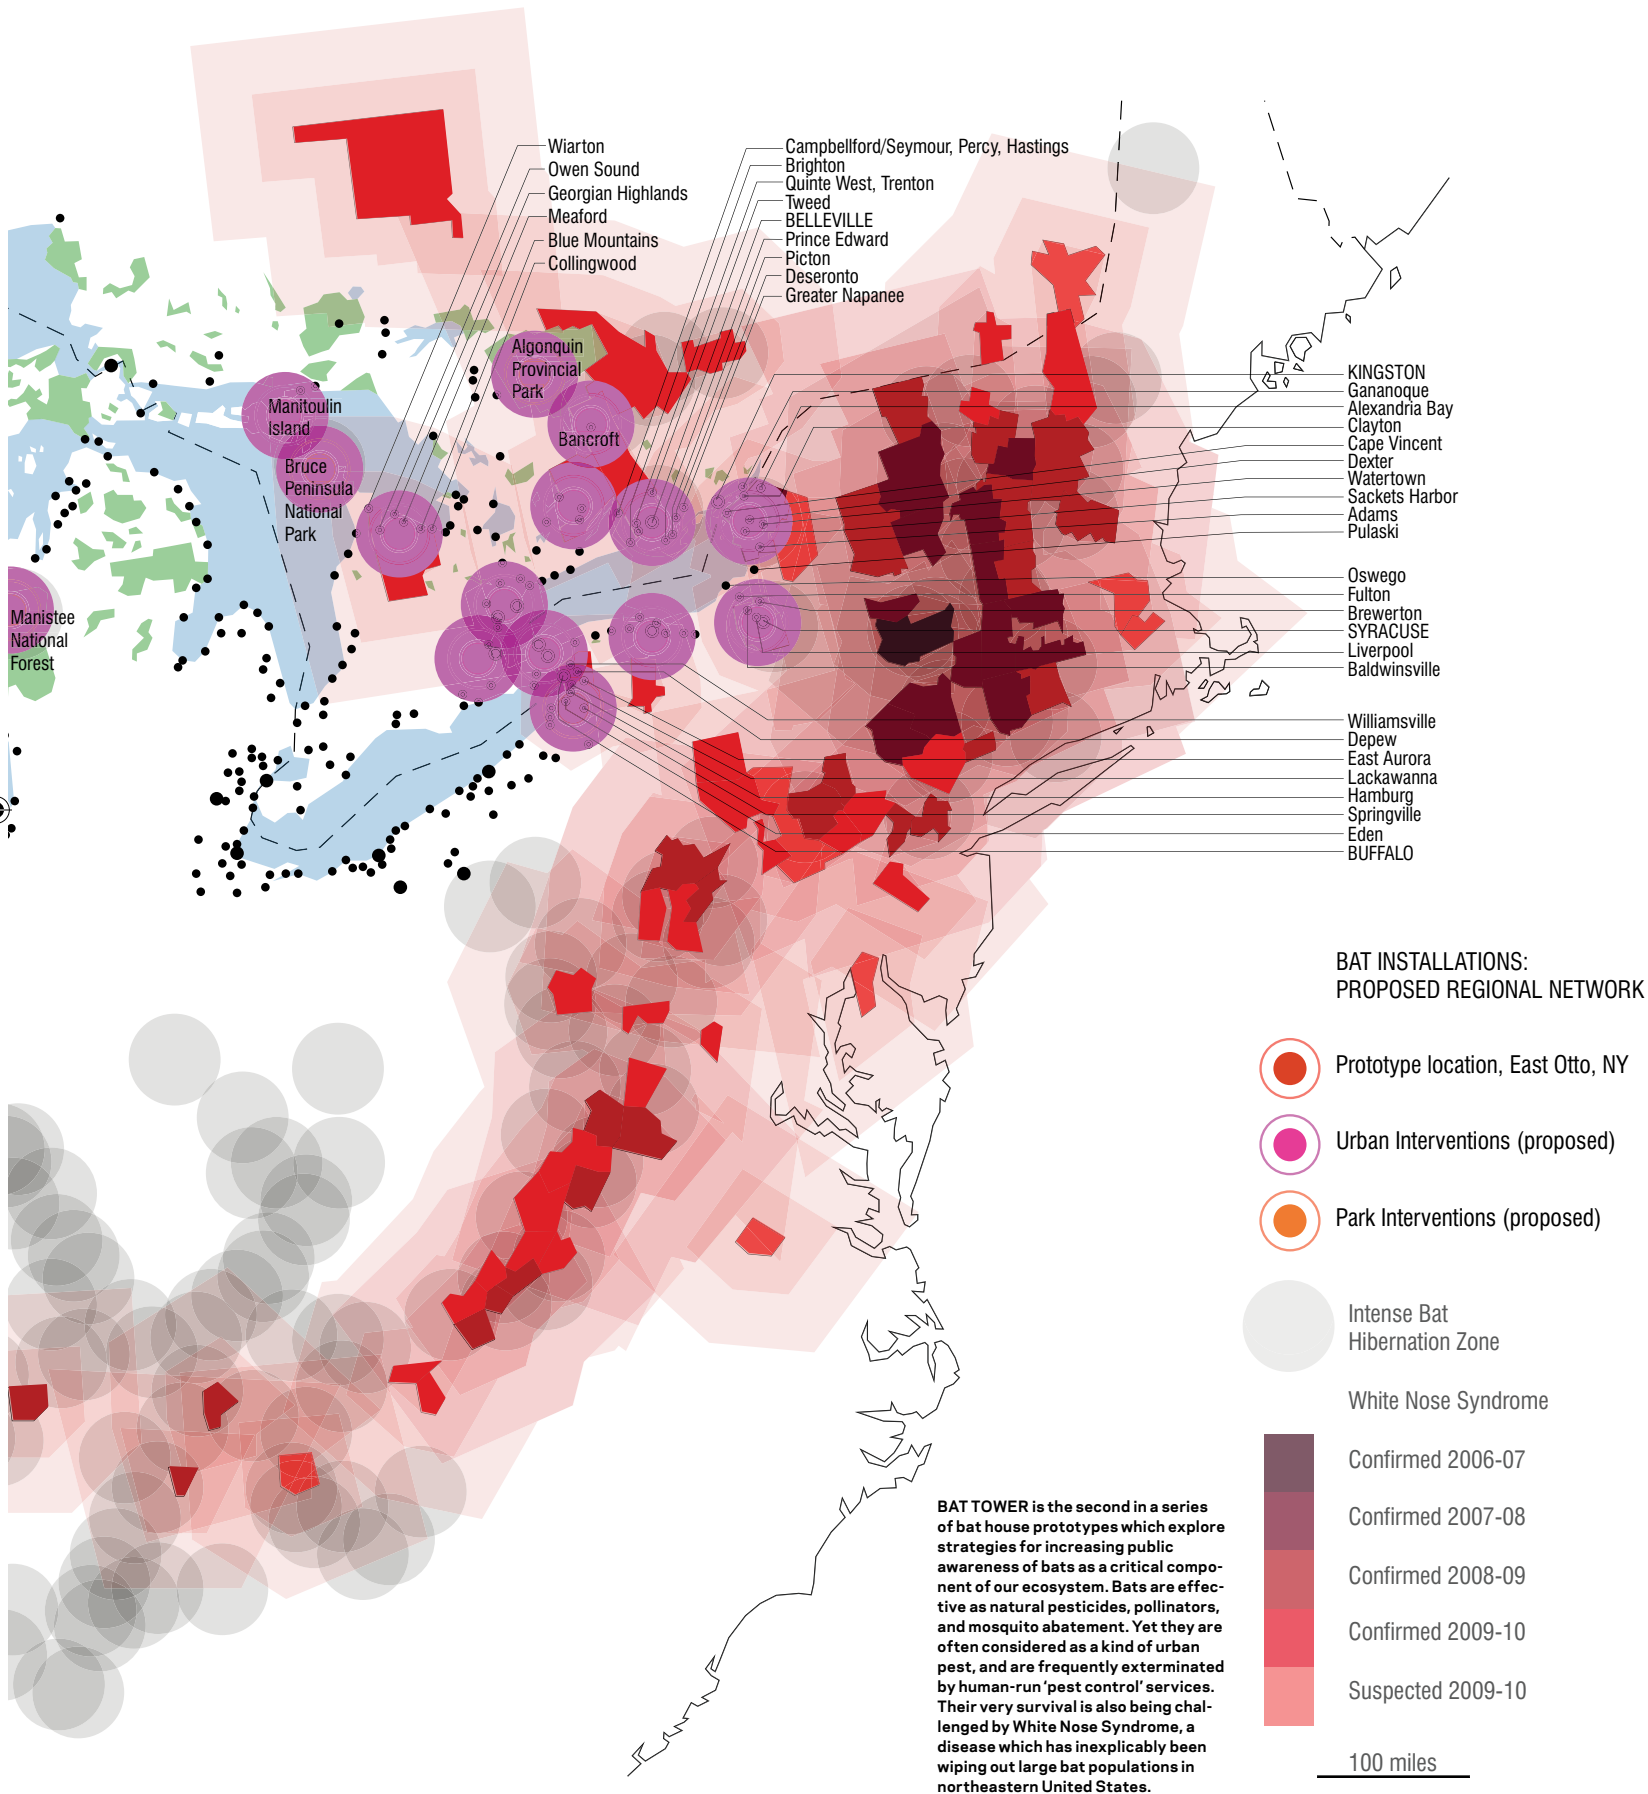 Wiarton
Owen Sound
Georgian Highlands
Meaford
Blue Mountains
Collingwood
Campbellford/Seymour, Percy, Hastings
Brighton
Quinte West, Trenton
Tweed
BELLEVILLE
Prince Edward
Picton
Deseronto
Greater Napanee
Algonquin
Provincial
Park
Manitoulin
Island
Bancroft
Bruce
Peninsula
National
Park
Manistee
National
Forest
KINGSTON
Gananoque
Alexandria Bay
Clayton
Cape Vincent
Dexter
Watertown
Sackets Harbor
Adams
Pulaski
Oswego
Fulton
Brewerton
SYRACUSE
Liverpool
Baldwinsville
Williamsville
Depew
East Aurora
Lackawanna
Hamburg
Springville
Eden
BUFFALO
BAT INSTALLATIONS:
PROPOSED REGIONAL NETWORK
Prototype location, East Otto, NY
Urban Interventions (proposed)
Park Interventions (proposed)
Intense Bat
Hibernation Zone
White Nose Syndrome
Confirmed 2006-07
Confirmed 2007-08
Confirmed 2008-09
Confirmed 2009-10
Suspected 2009-10
100 miles
BAT TOWER is the second in a series
of bat house prototypes which explore
strategies for increasing public
awareness of bats as a critical compo-
nent of our ecosystem. Bats are effec-
tive as natural pesticides, pollinators,
and mosquito abatement. Yet they are
often considered as a kind of urban
pest, and are frequently exterminated
by human-run ‘pest control’ services.
Their very survival is also being chal-
lenged by White Nose Syndrome, a
disease which has inexplicably been
wiping out large bat populations in
northeastern United States.